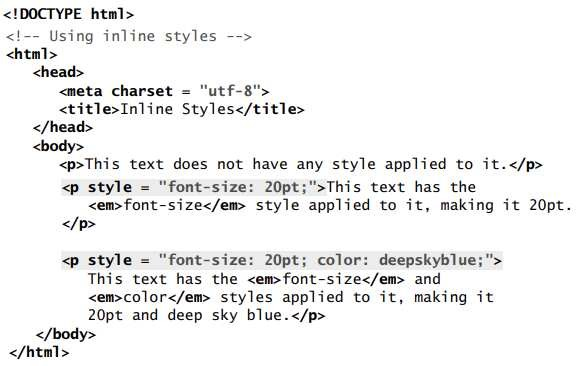 <!DOCTYPE html>
<!-- Using inline styles -->
<html>
<head>
<meta charset = "utf-8">
<title>Inline Styles</title>
</head>
<body>
<p>This text does not have any style applied to it.</p>
<p style = "font-size: 20pt;">This text has the
<em>font-size</em> style applied to it, making it 20pt.
</p>
<p style = "font-size: 20pt; color: deepskyblue;">
This text has the <em>font-size</em> and
<em>color</em> styles applied to it, making it
20pt and deep sky blue.</p>
</body>
</html>